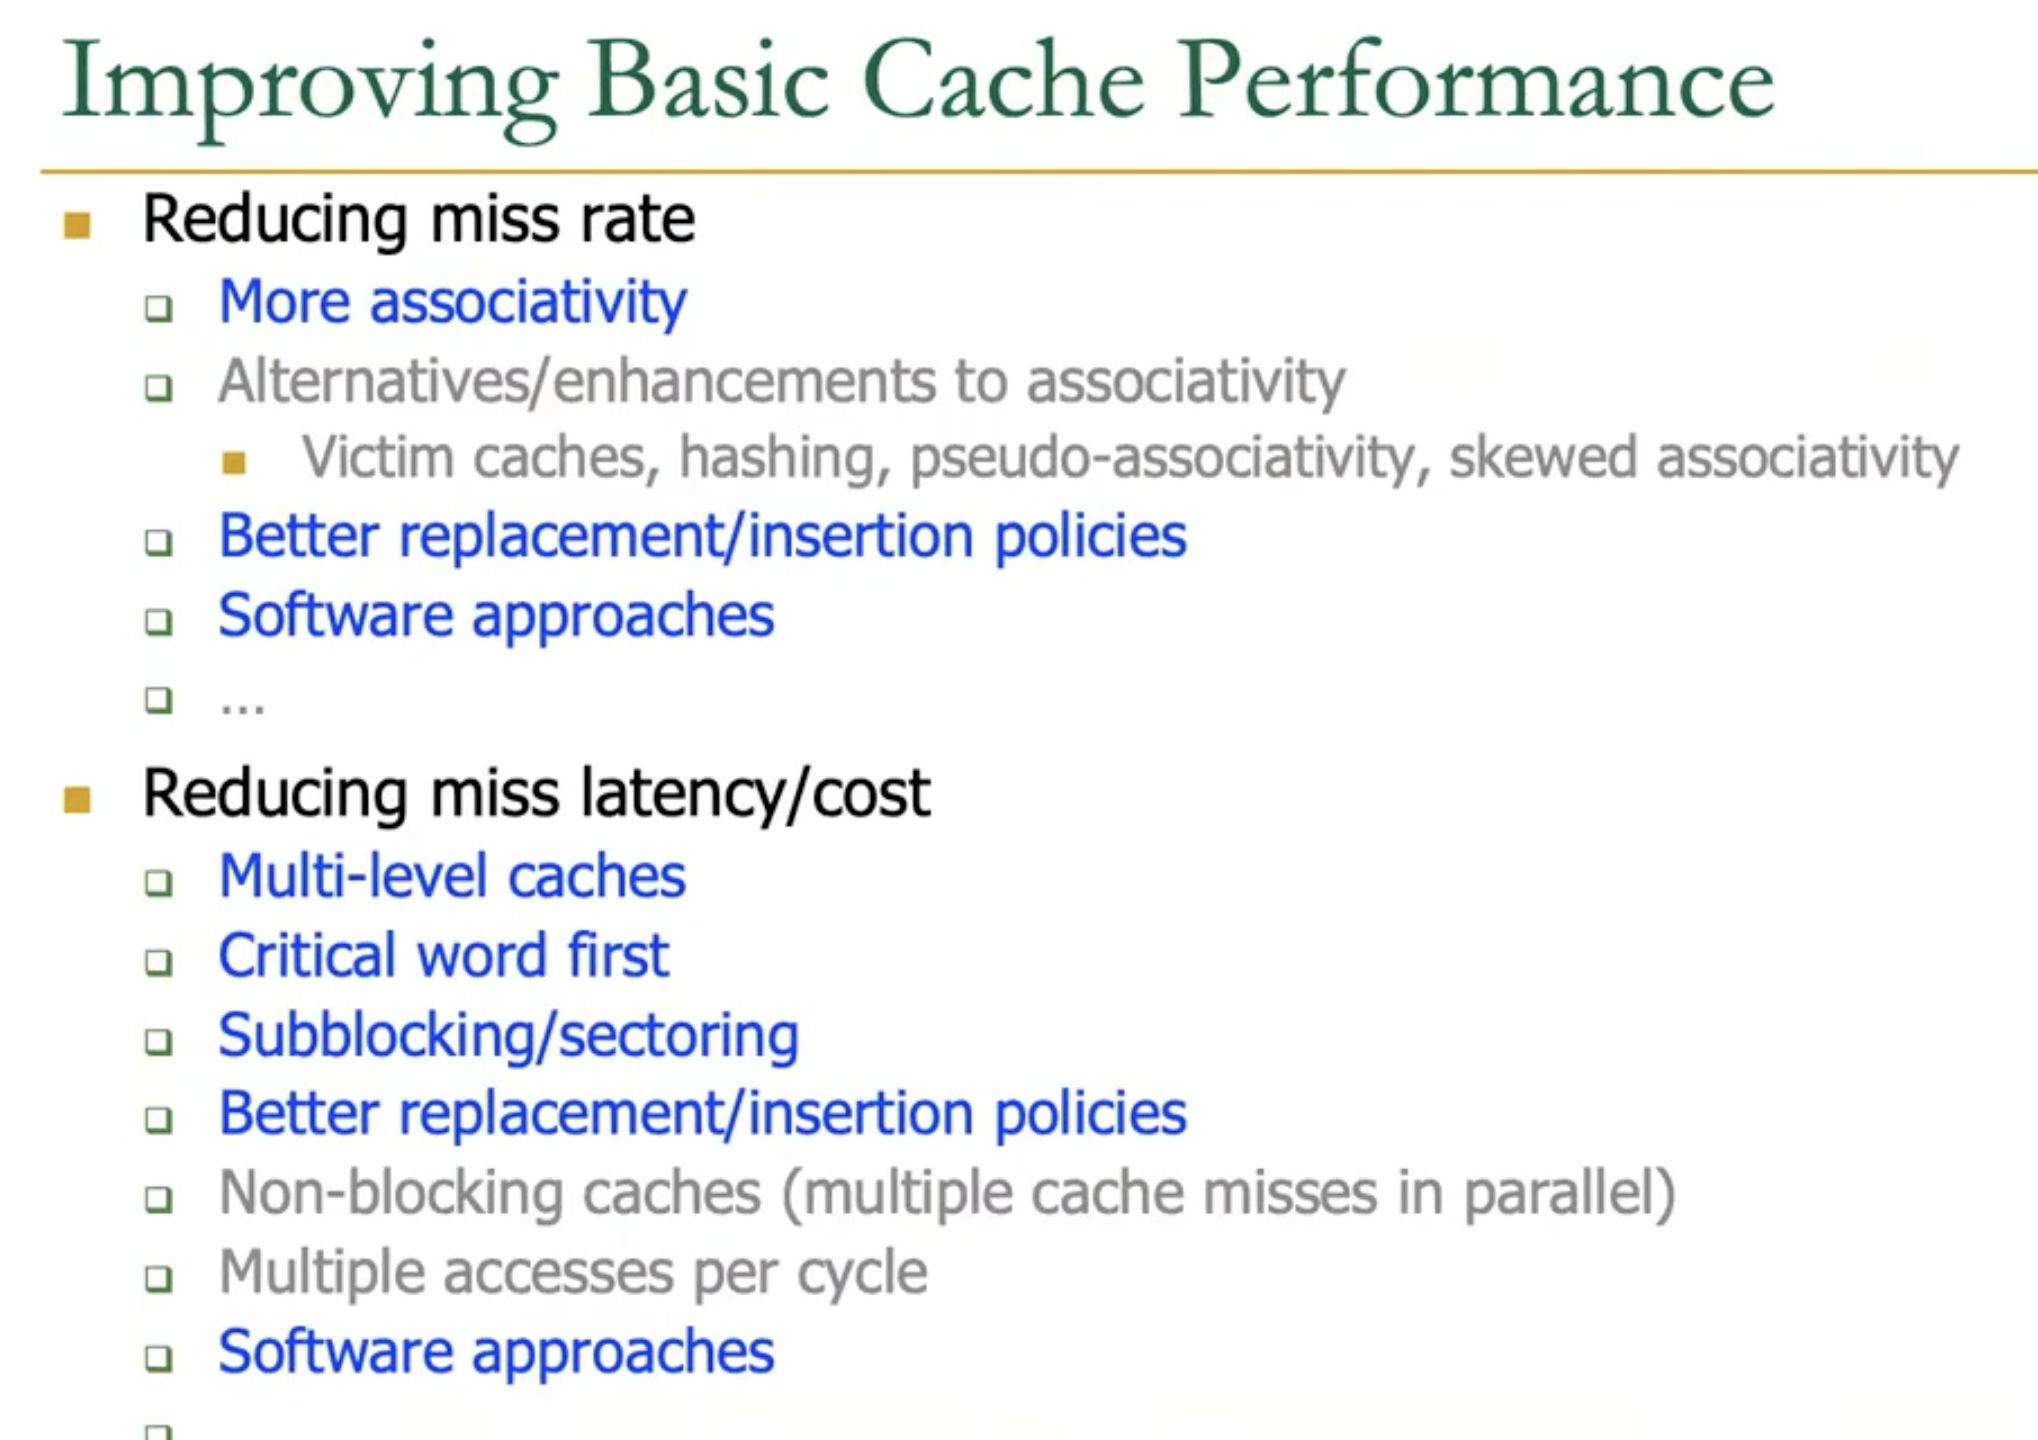 Improving Basic Cache Performance
Reducing miss rate
More associativity
Alternatives/enhancements to associativity
Victim caches, hashing, pseudo-associativity, skewed associativity
Better replacement/insertion policies
Software approaches
...
Reducing miss latency/cost
Multi-level caches
Critical word first
Subblocking/sectoring
Better replacement/insertion policies
Non-blocking caches (multiple cache misses in parallel)
Multiple accesses per cycle
Software approaches